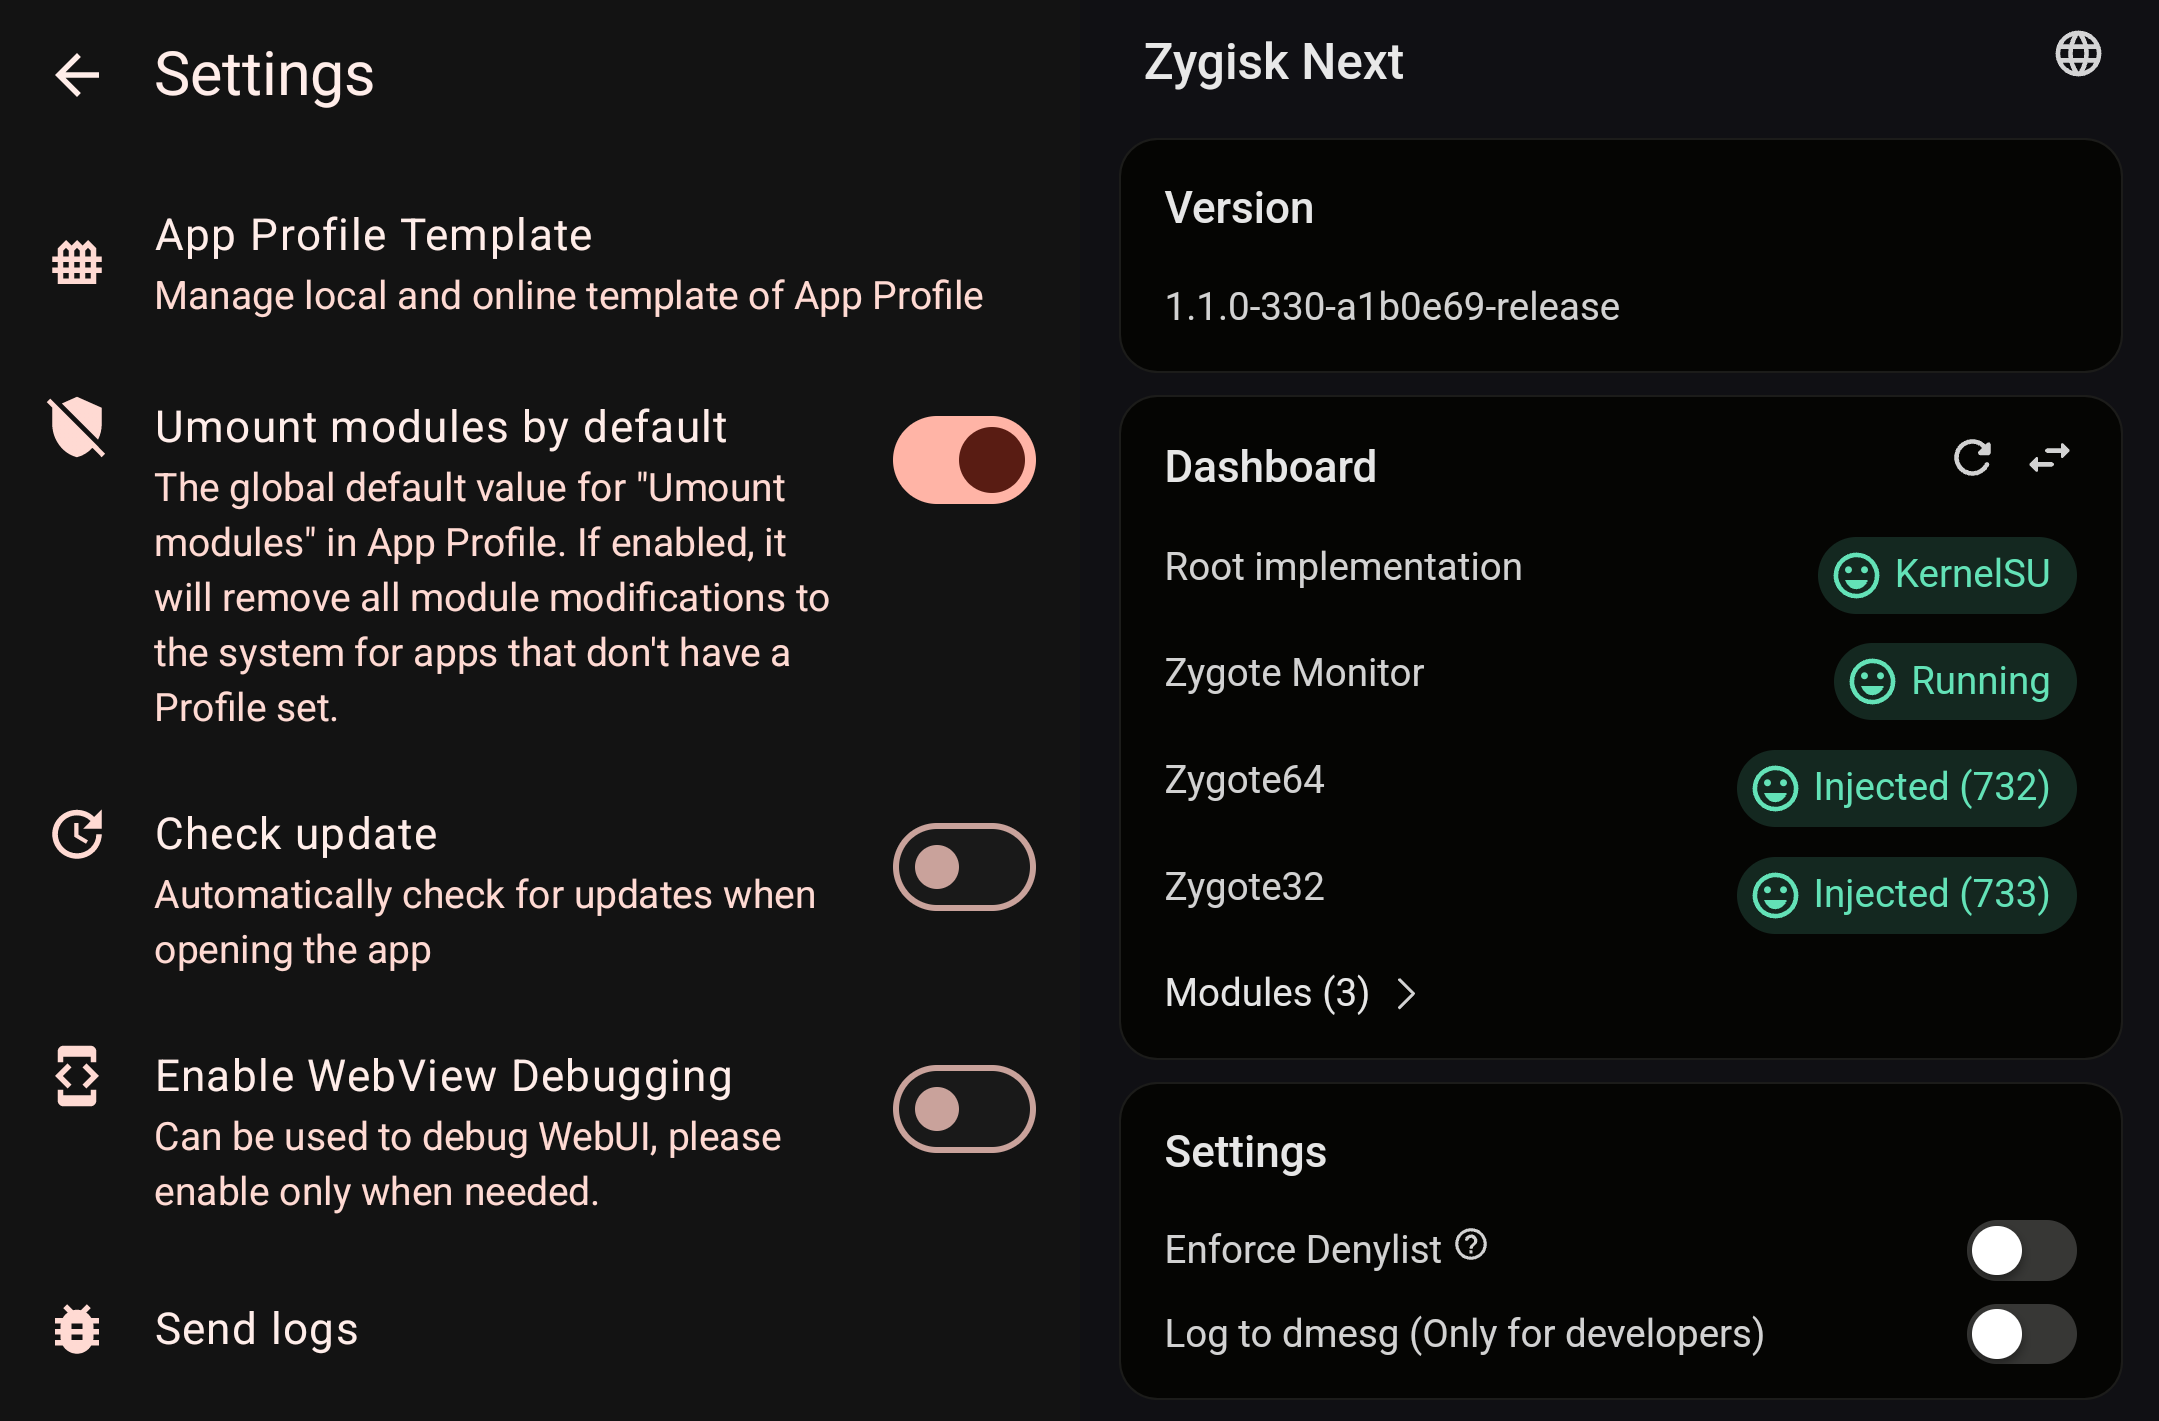 Settings
App Profile Template
Manage local and online template of App Profile
Umount modules by default
The global default value for "Umount
modules" in App Profile. If enabled, it
will remove all module modifications to
the system for apps that don't have a
Profile set.
Check update
Automatically check for updates when
opening the app
Enable WebView Debugging
Can be used to debug WebUI, please
enable only when needed.
Send logs
Zygisk Next
Version
1.1.0-330-a1b0e69-release
Dashboard
Root implementation
KernelSU
Zygote Monitor
Running
Zygote64
Injected (732)
Zygote32
Injected (733)
Modules (3)
Settings
Enforce Denylist
Log to dmesg (Only for developers)